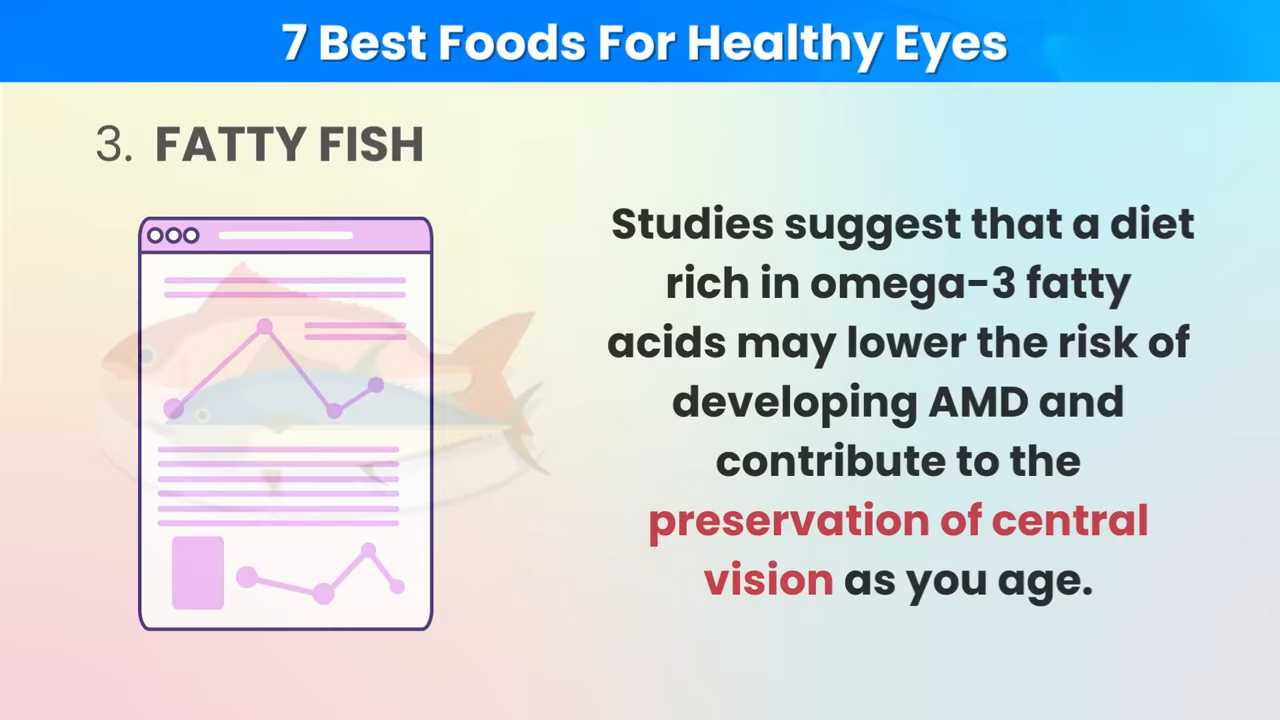 7 Best Foods For Healthy Eyes
3. FATTY FISH
Studies suggest that a diet
rich in omega-3 fatty
acids may lower the risk of
developing AMD and
contribute to the
preservation of central
vision as you age.